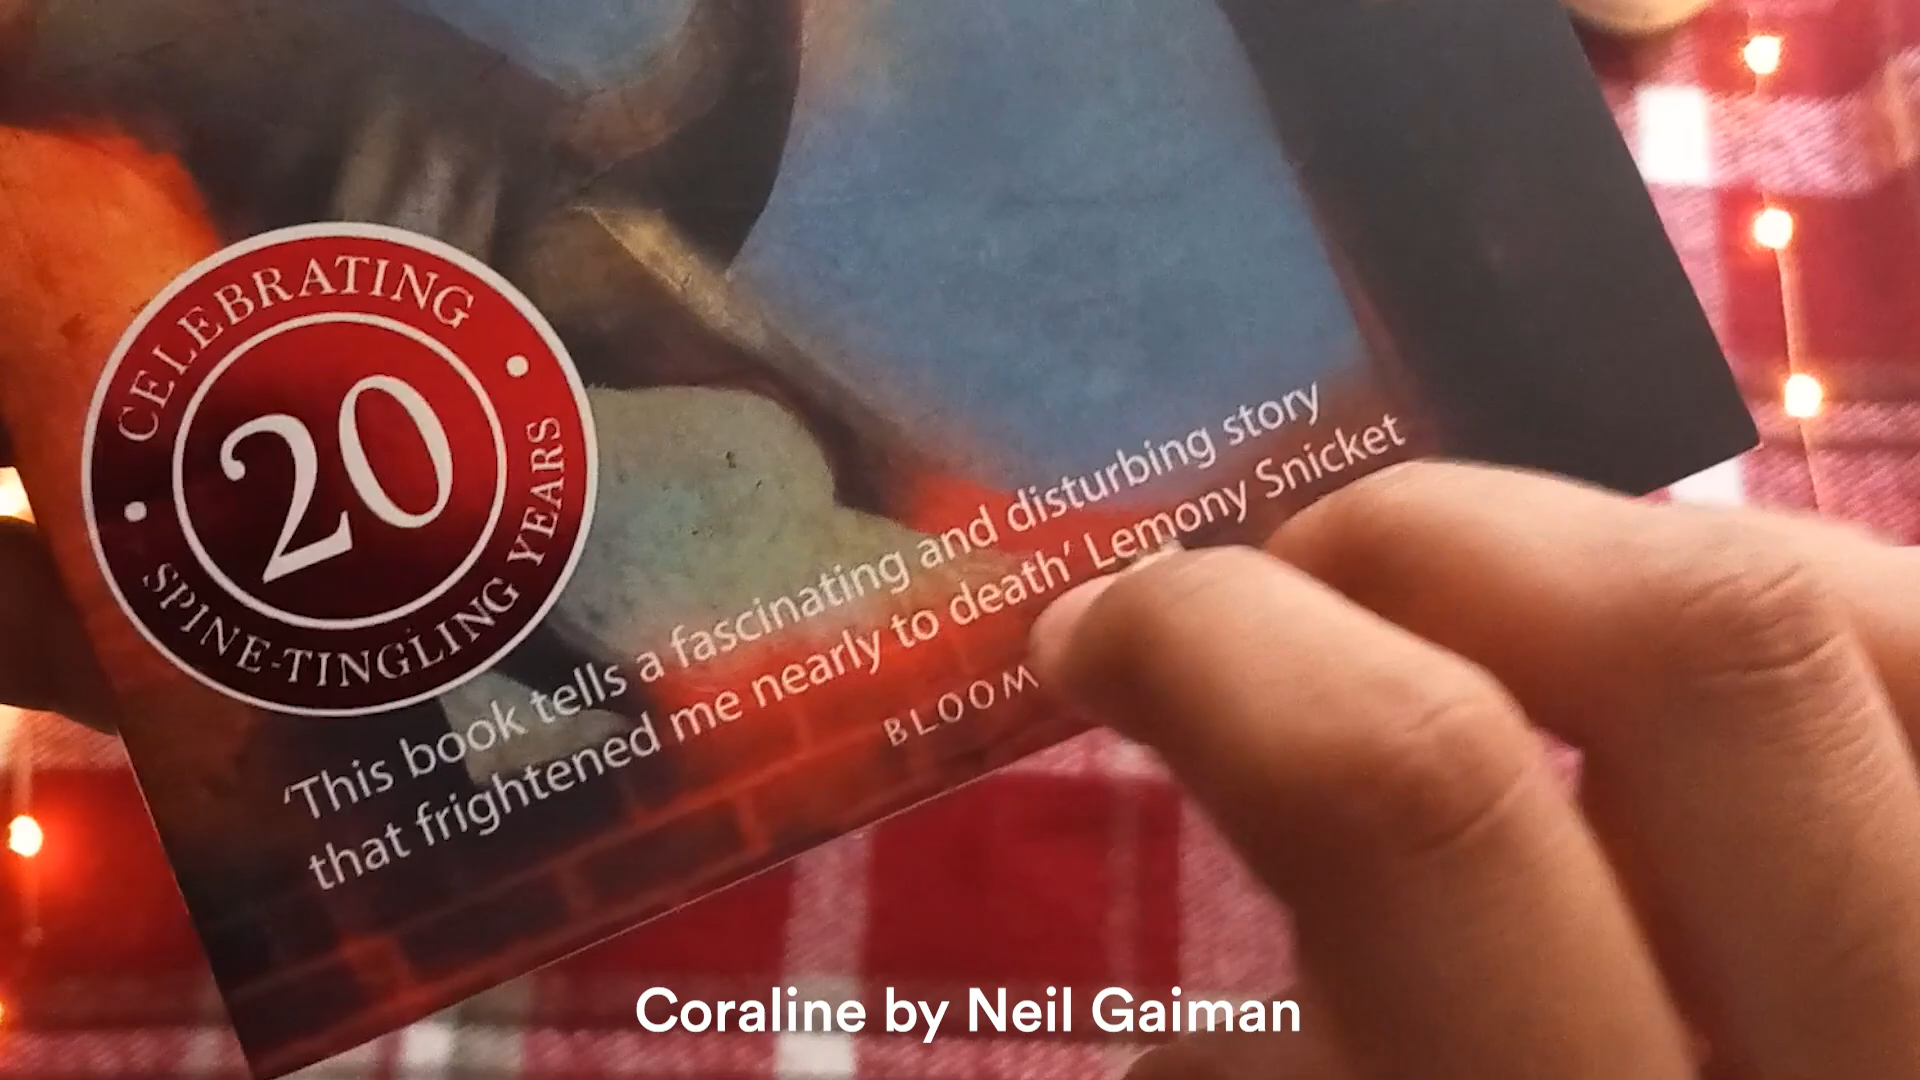 CELEBRATING
20
SPINE-TINGLING YEARS
'This book tells a fascinating and disturbing story
that frightened me nearly to death' Lemony Snicket
BLOOM
Coraline by Neil Gaiman